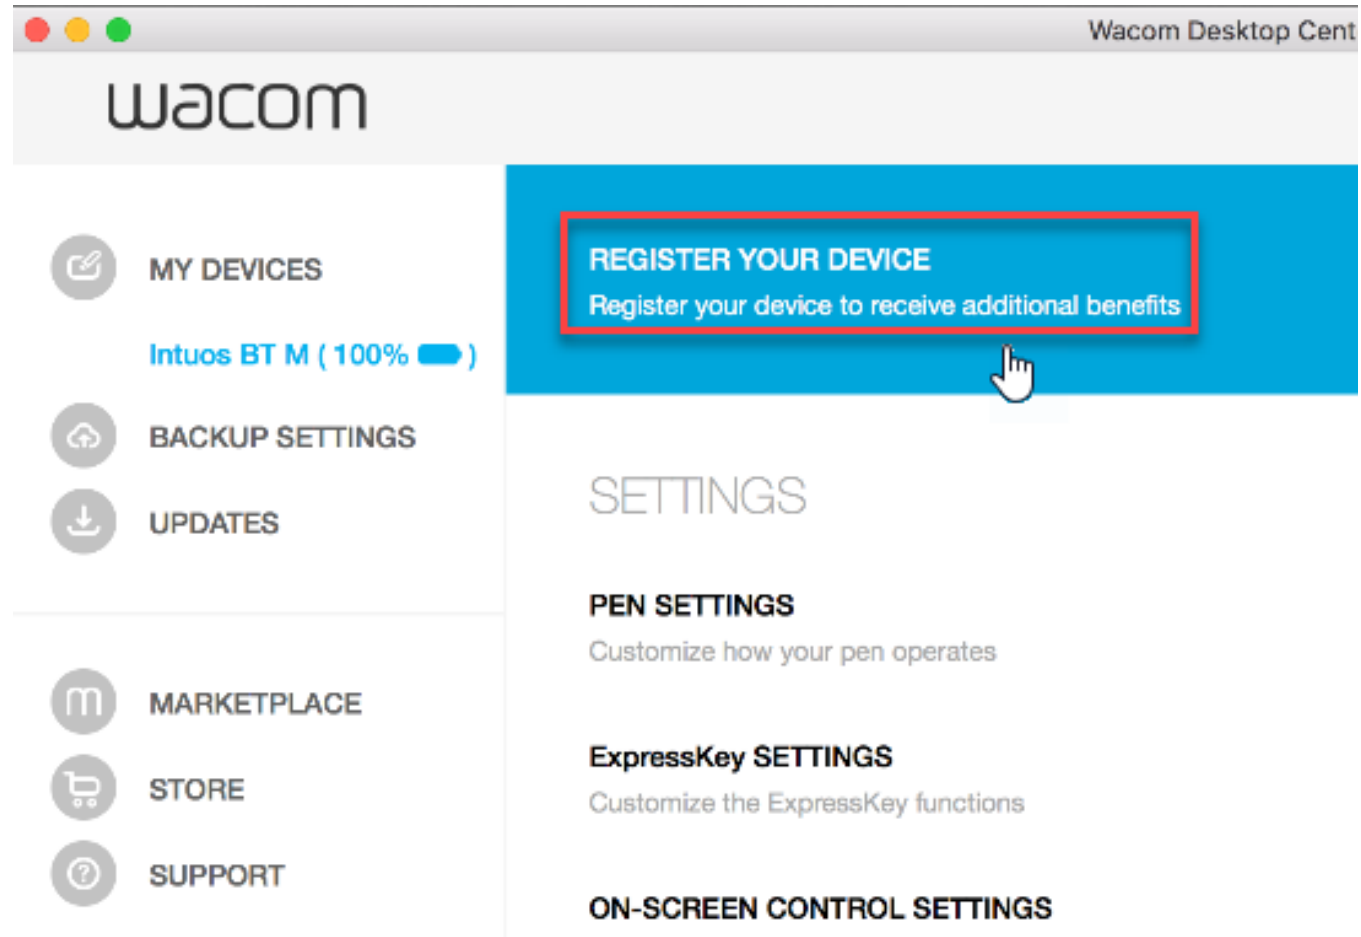 Wacom Desktop Cent
wacom
MY DEVICES
Intuos BT M ( 100% )
BACKUP SETTINGS
UPDATES
MARKETPLACE
STORE
SUPPORT
REGISTER YOUR DEVICE
Register your device to receive additional benefits
SETTINGS
PEN SETTINGS
Customize how your pen operates
ExpressKey SETTINGS
Customize the ExpressKey functions
ON-SCREEN CONTROL SETTINGS